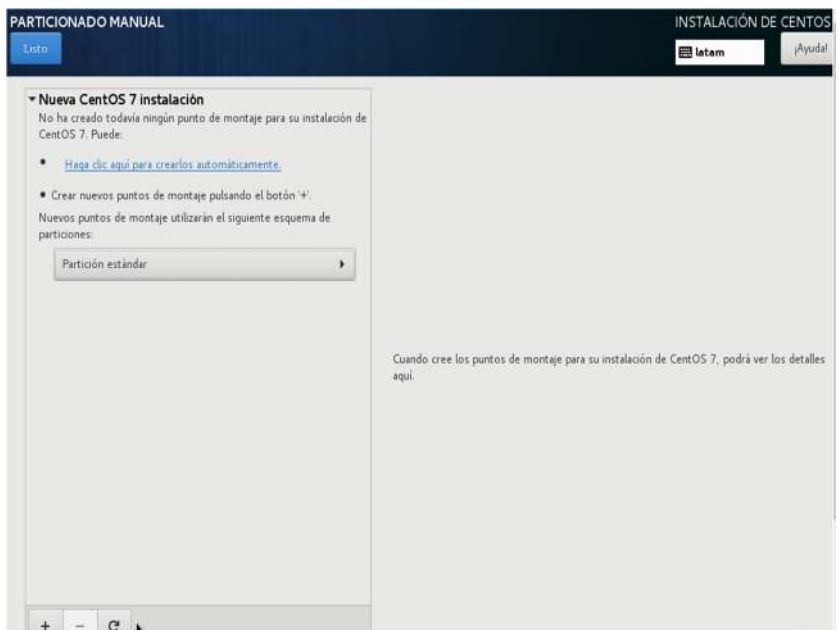 PARTICIONADO MANUAL
INSTALACIÓN DE CENTOS
Listo
latam
¡Ayuda!
Nueva CentOS 7 instalación
No ha creado todavía ningún punto de montaje para su instalación de
CentOS 7. Puede:
• Haga clic aquí para crearlos automáticamente.
• Crear nuevos puntos de montaje pulsando el botón '+'.
Nuevos puntos de montaje utilizarán el siguiente esquema de
particiones:
Partición estándar
Cuando cree los puntos de montaje para su instalación de CentOS 7, podrá ver los detalles
aquí.
+ −